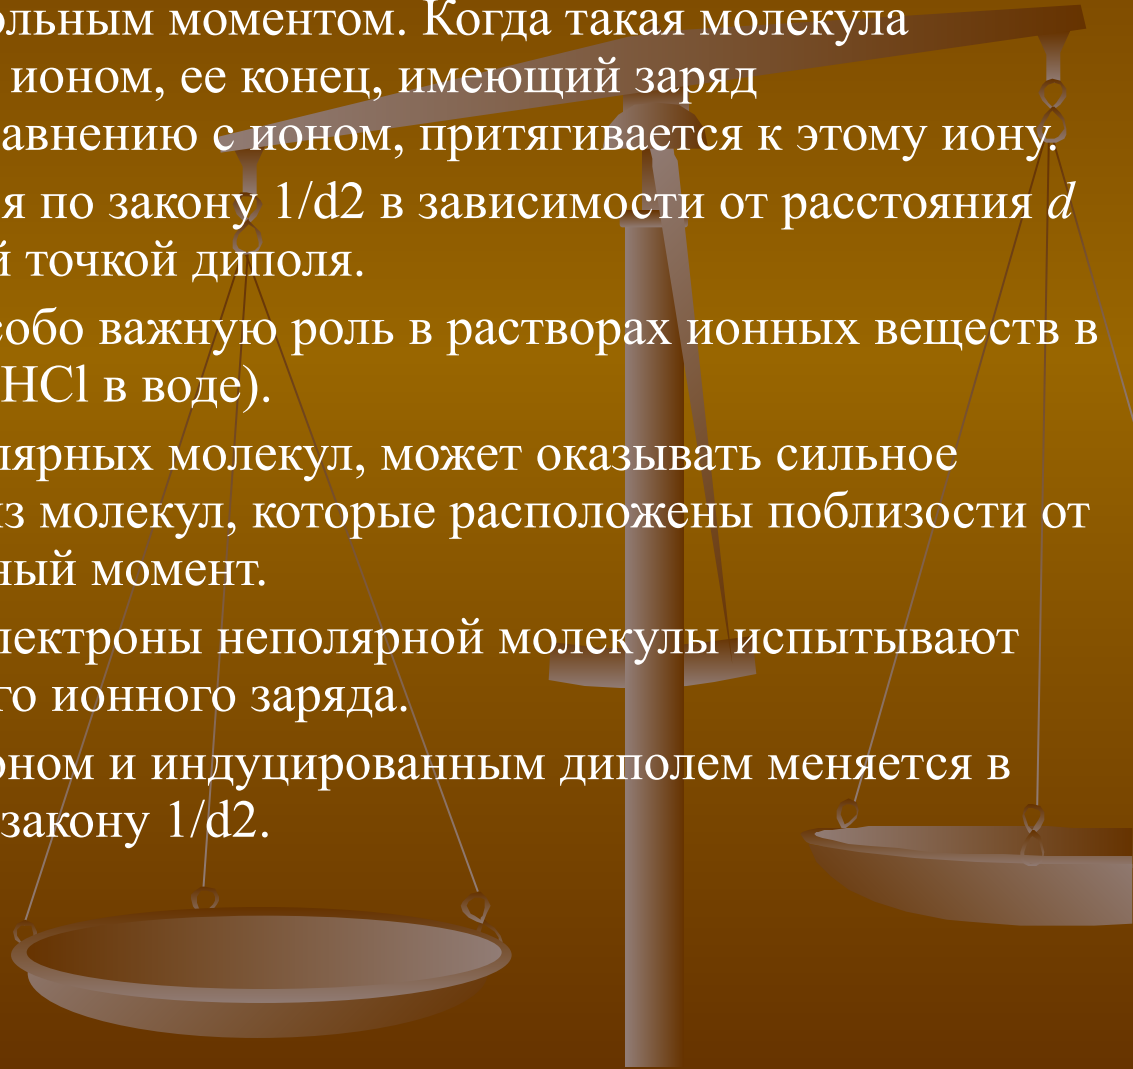 ольным моментом. Когда такая молекула
ионом, ее конец, имеющий заряд
авнению с ионом, притягивается к этому иону.
я по закону 1/d2 в зависимости от расстояния d
й точкой диполя.
собо важную роль в растворах ионных веществ в
HCl в воде).
лярных молекул, может оказывать сильное
из молекул, которые расположены поблизости от
ный момент.
лектроны неполярной молекулы испытывают
го ионного заряда.
оном и индуцированным диполем меняется в
закону 1/d2.